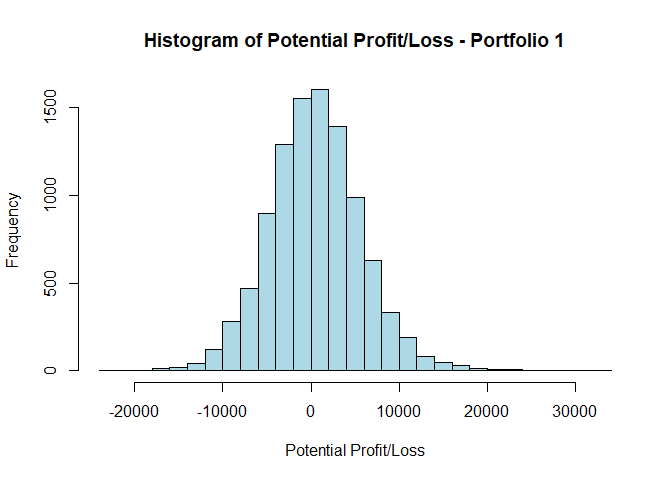 Histogram of Potential Profit/Loss - Portfolio 1
1500
1000
500
0
Frequency
-20000 -10000 0 10000 20000 30000
Potential Profit/Loss